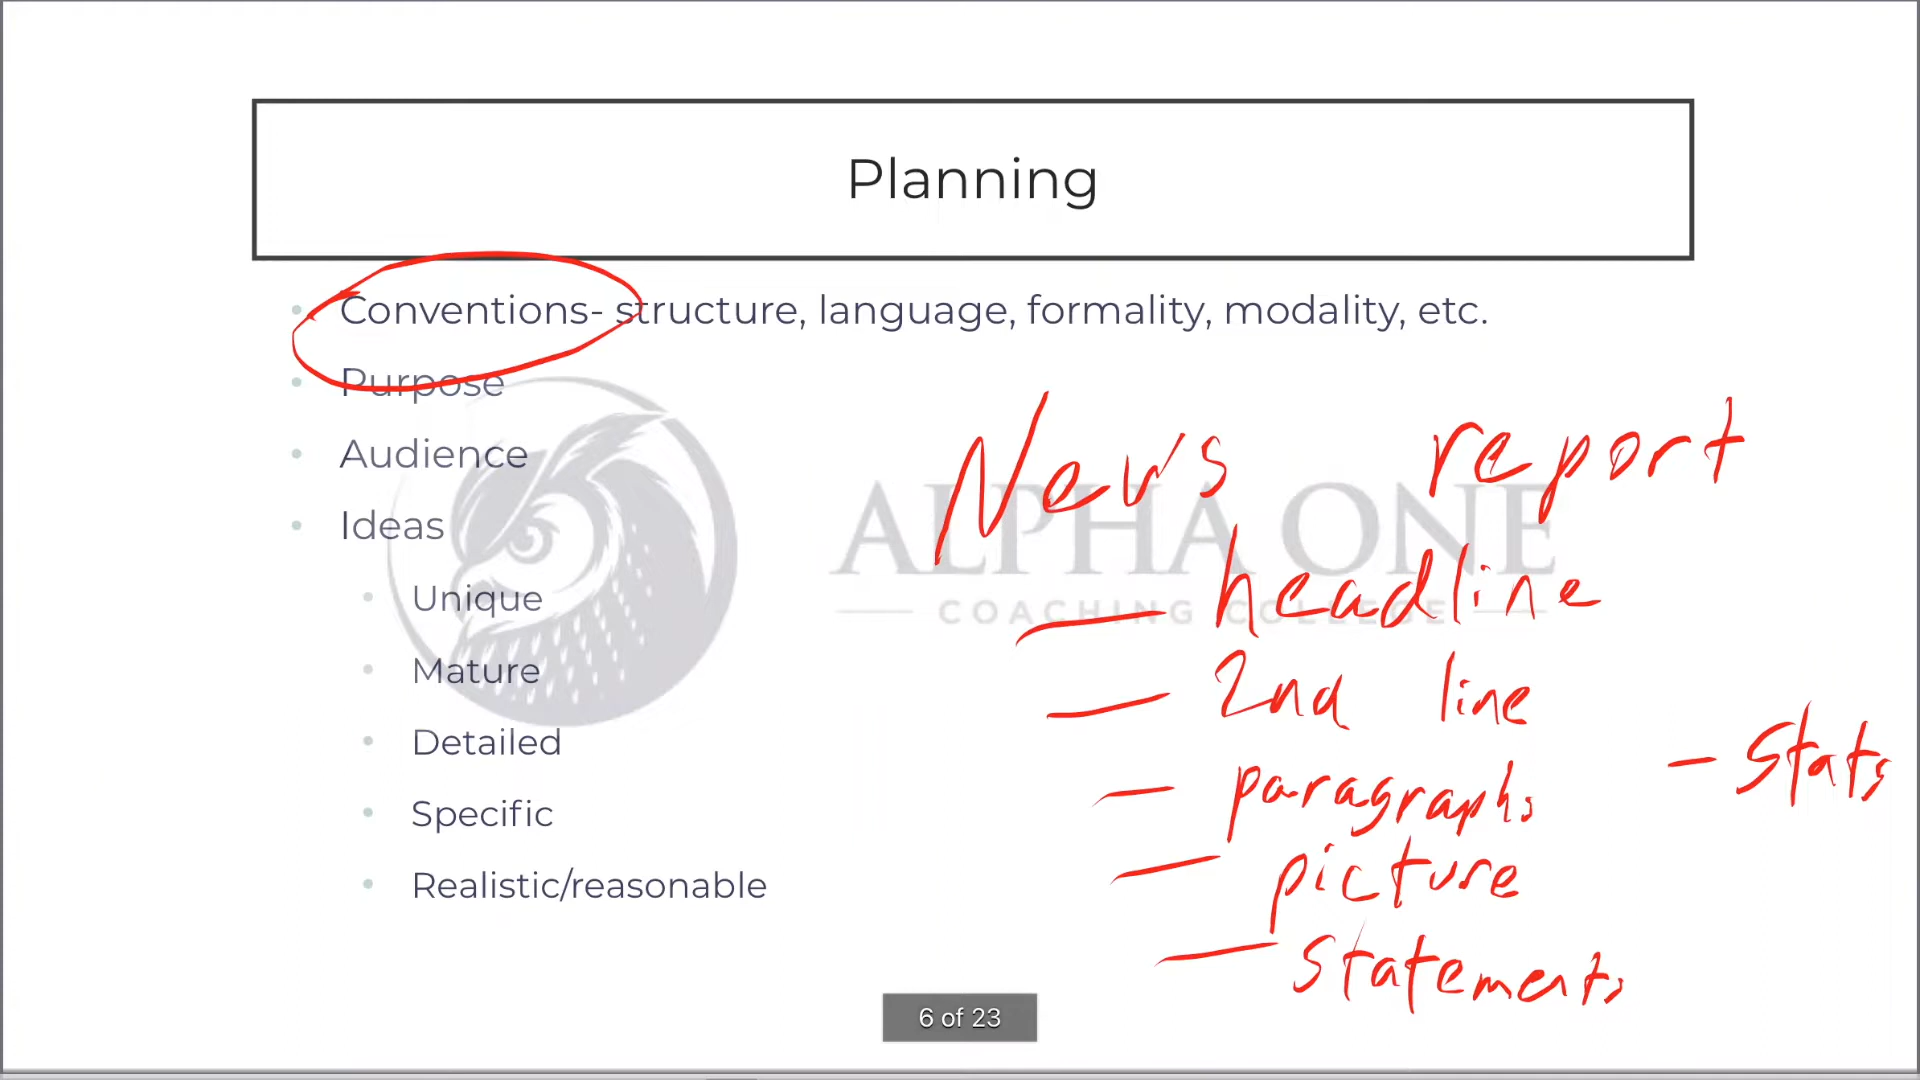 Planning
• Conventions- structure, language, formality, modality, etc.
• Purpose
• Audience
• Ideas
• Unique
• Mature
• Detailed
• Specific
• Realistic/reasonable
News report
— headline
— 2nd line
— paragraphs
— picture
— statements
— stats
ALPHA ONE
COACHING COLLEGE
6 of 23